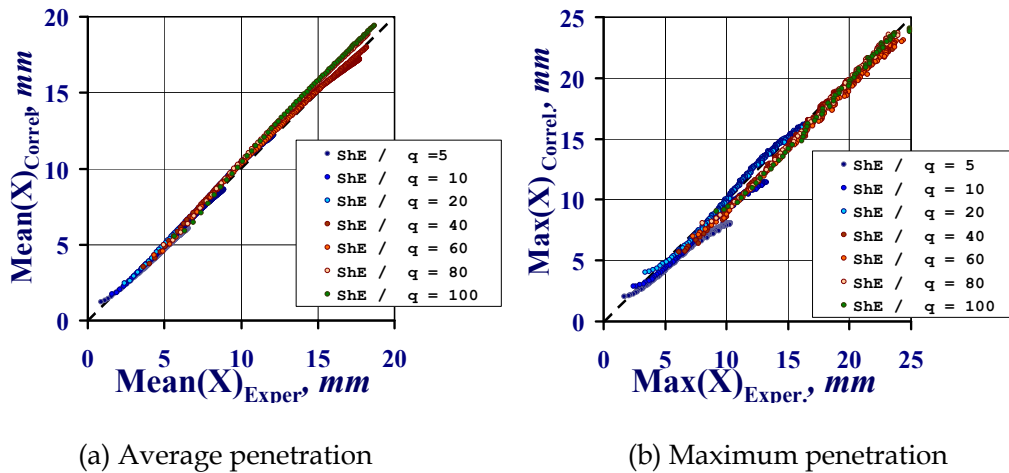 20
15
10
5
0
0 5 10 15 20
Mean(X)Correl, mm
Mean(X)Exper, mm
ShE / q =5
ShE / q = 10
ShE / q = 20
ShE / q = 40
ShE / q = 60
ShE / q = 80
ShE / q = 100
(a) Average penetration
25
20
15
10
5
0
0 5 10 15 20 25
Max(X) Correl., mm
Max(X)Exper., mm
ShE / q = 5
ShE / q = 10
ShE / q = 20
ShE / q = 40
ShE / q = 60
ShE / q = 80
ShE / q = 100
(b) Maximum penetration